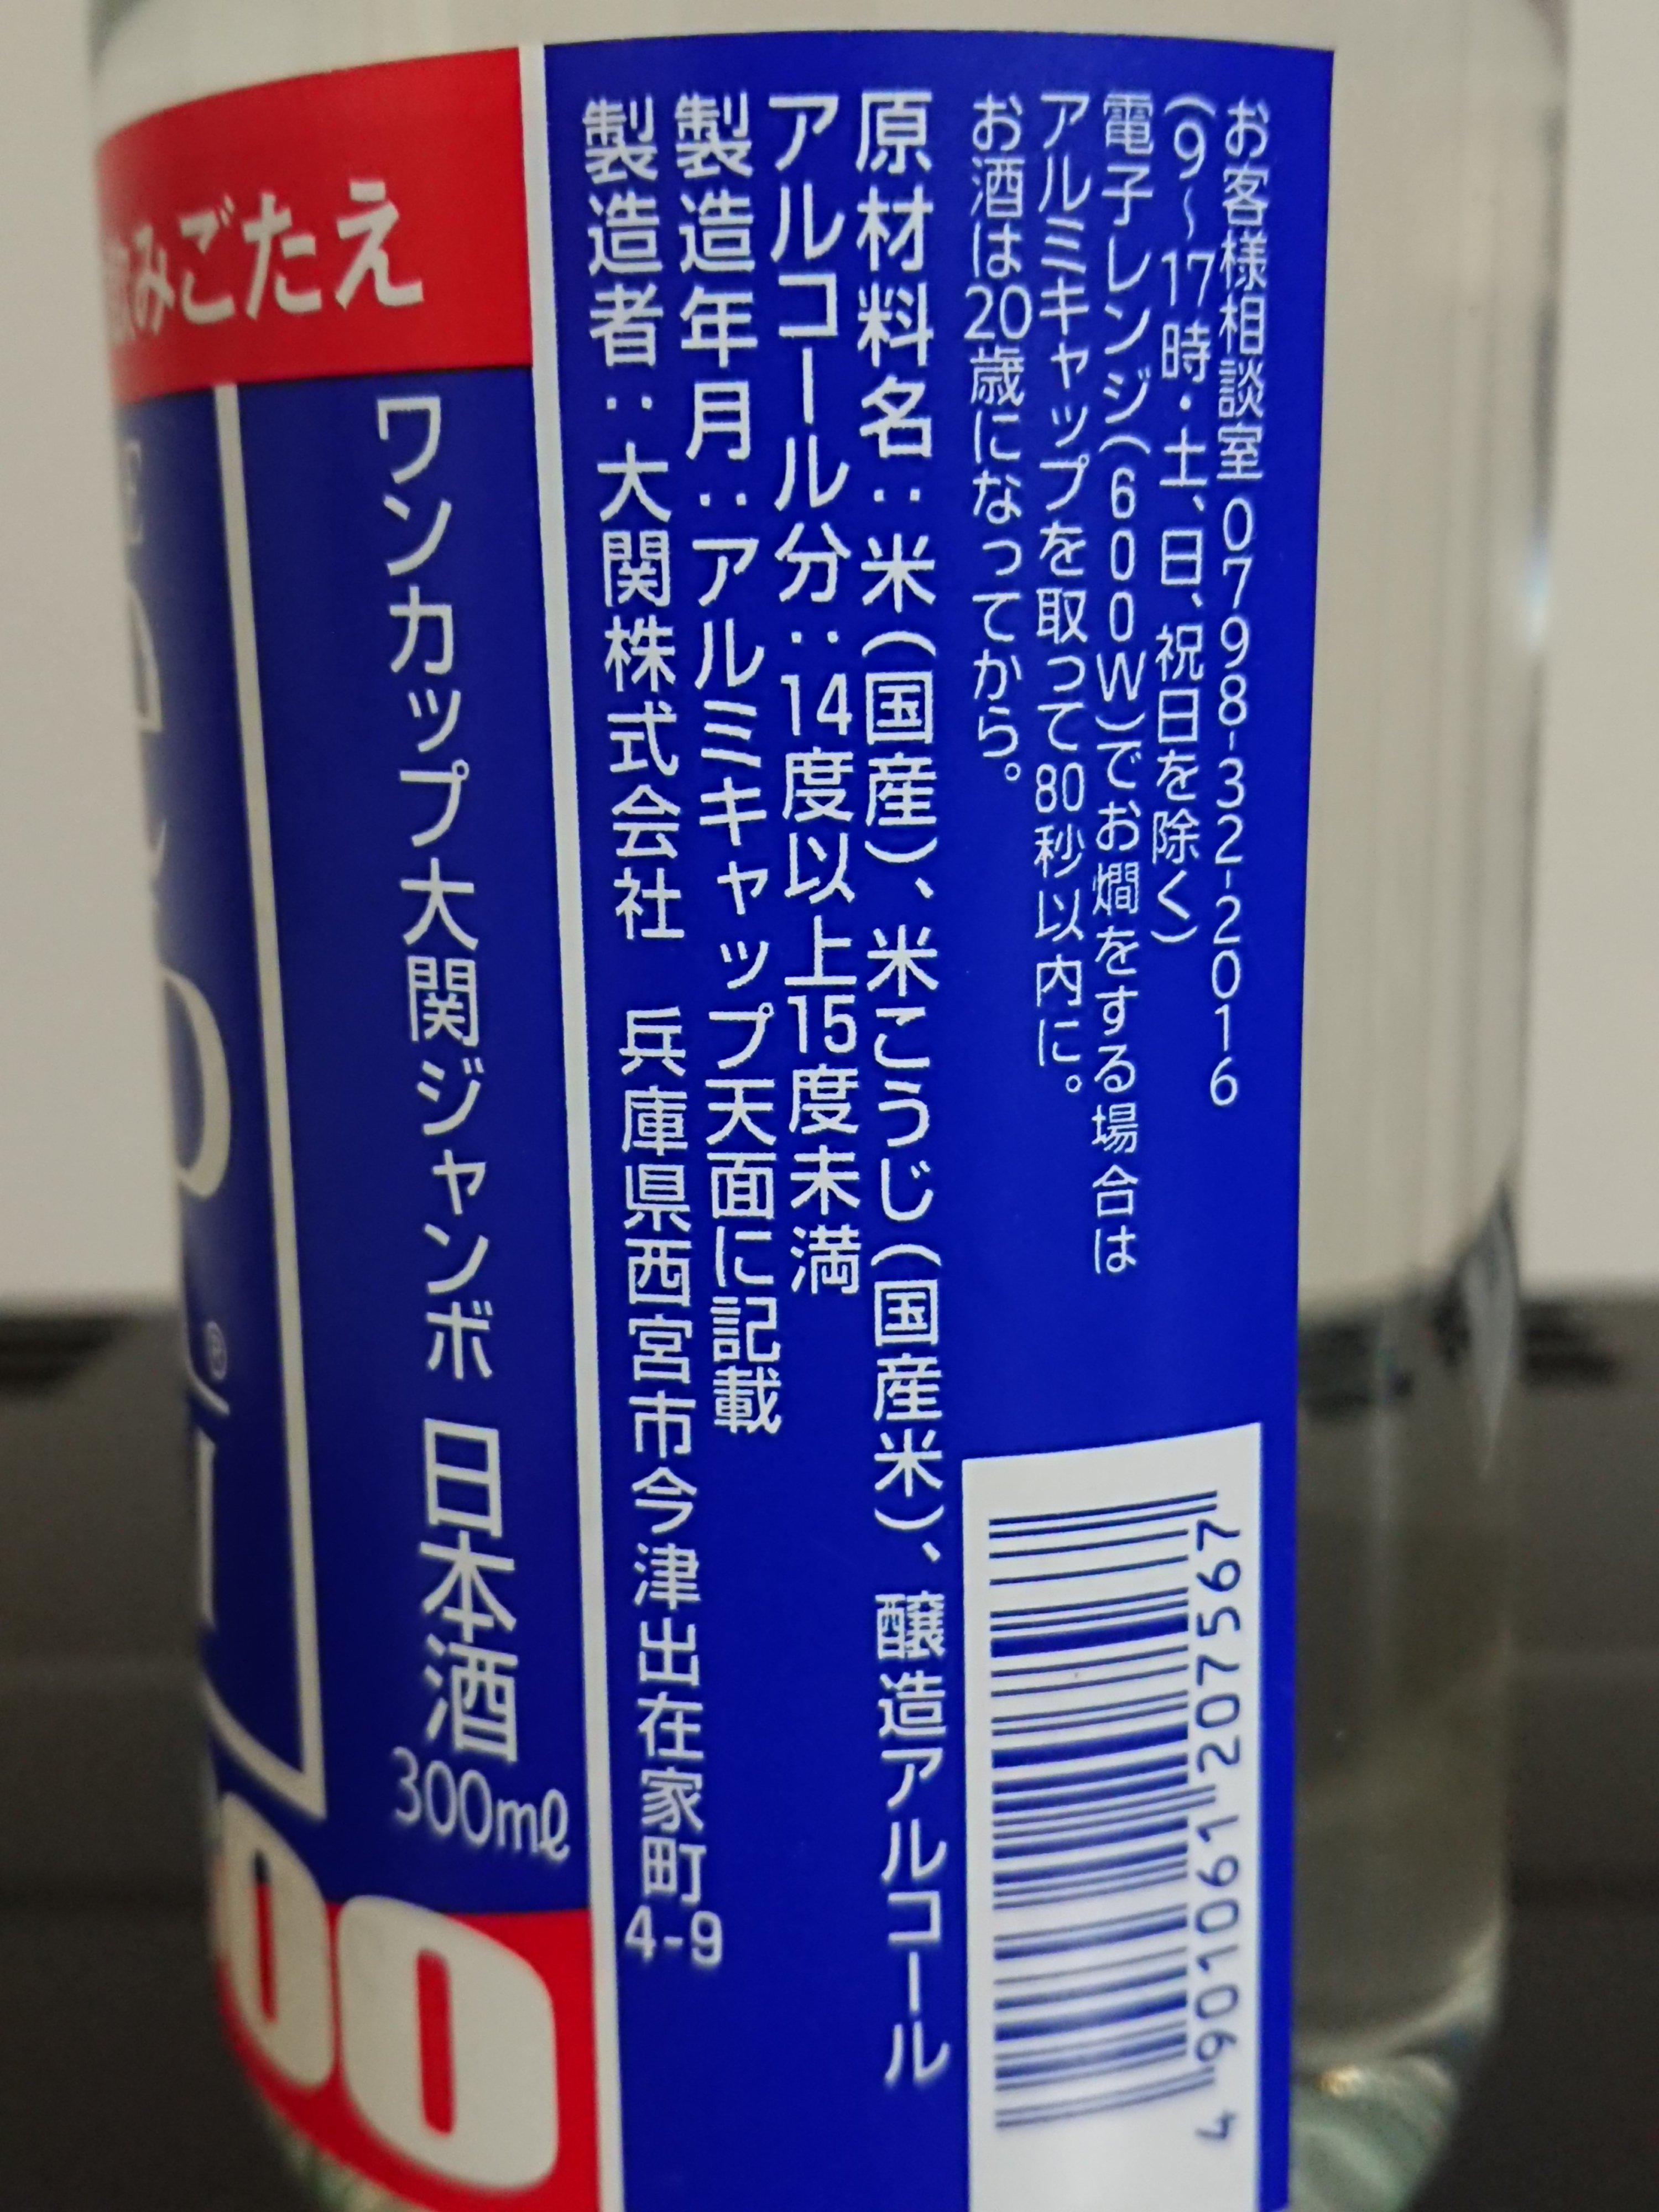 お客様相談室 0798-32-2016
(9～17時・土、日、祝日を除く)
電子レンジ(600W)でお燗をする場合は
アルミキャップを取って80秒以内に。
お酒は20歳になってから。
原材料名：米(国産)、米こうじ(国産米)、醸造アルコール
アルコール分：14度以上15度未満
製造年月：アルミキャップ天面に記載
製造者：大関株式会社 兵庫県西宮市今津出在家町4-9
4 901061 207567
飲みごたえ
ワンカップ大関ジャンボ 日本酒
300ml
00
®